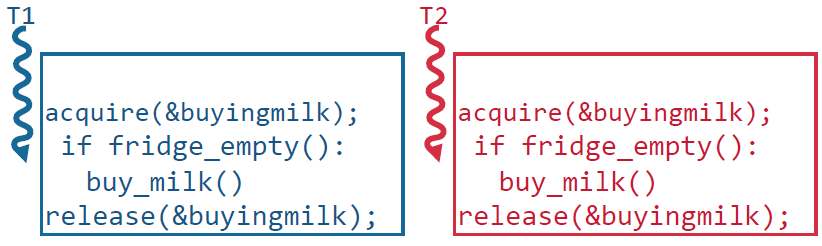 T1
acquire(&buyingmilk);
if fridge_empty():
buy_milk()
release(&buyingmilk);
T2
acquire(&buyingmilk);
if fridge_empty():
buy_milk()
release(&buyingmilk);